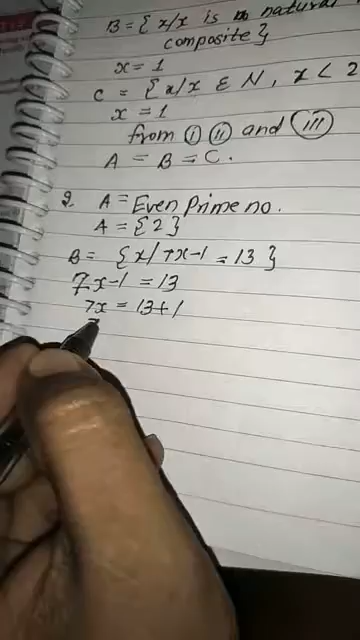 B = { x/x is no natural
composite }
x = 1
C = { x/x ε N, x < 2
x = 1
from (i) (ii) and (iii)
A = B = C.
2 A = Even Prime no.
A = {2}
B = { x/7x-1 = 13 }
7x-1 = 13
7x = 13+1